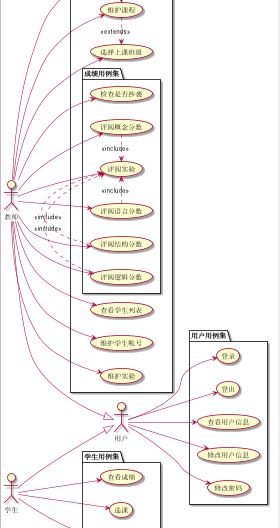 维护课程
«extends»
选择上课班级
成绩用例集
检查是否抄袭
评阅概念分数
«include»
评阅实验
«include»
评阅语言分数
教师
«include»
«include»
评阅结构分数
评阅逻辑分数
查看学生列表
维护学生账号
维护实验
用户用例集
登录
登出
查看用户信息
修改用户信息
修改密码
用户
学生用例集
查看成绩
选课
学生